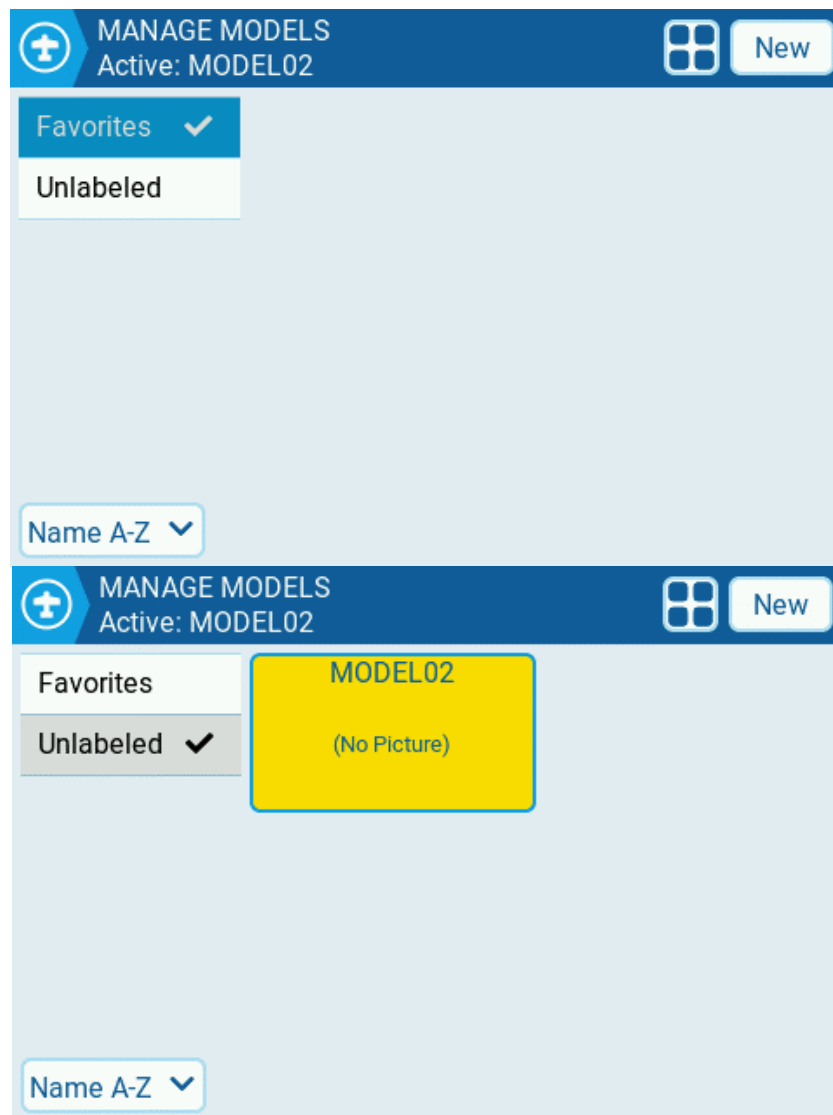 MANAGE MODELS
Active: MODEL02
New
Favorites
Unlabeled
Name A-Z
MANAGE MODELS
Active: MODEL02
New
Favorites
Unlabeled
MODEL02
(No Picture)
Name A-Z